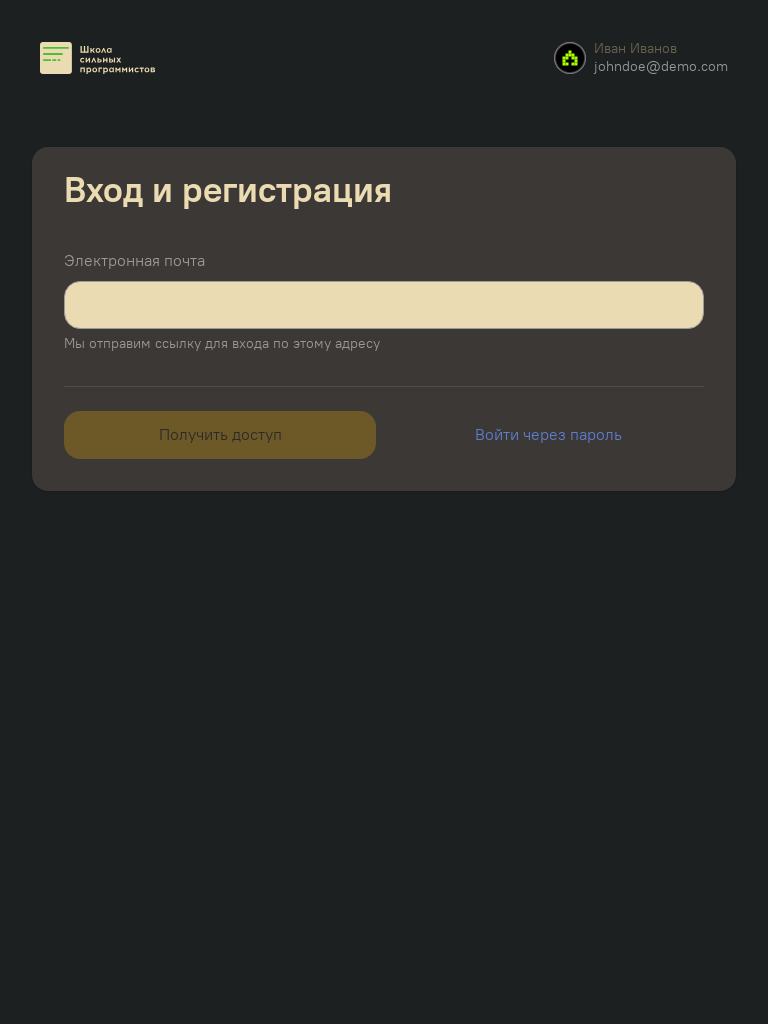 Школа
сильных
программистов
Иван Иванов
johndoe@demo.com
Вход и регистрация
Электронная почта
Мы отправим ссылку для входа по этому адресу
Получить доступ
Войти через пароль